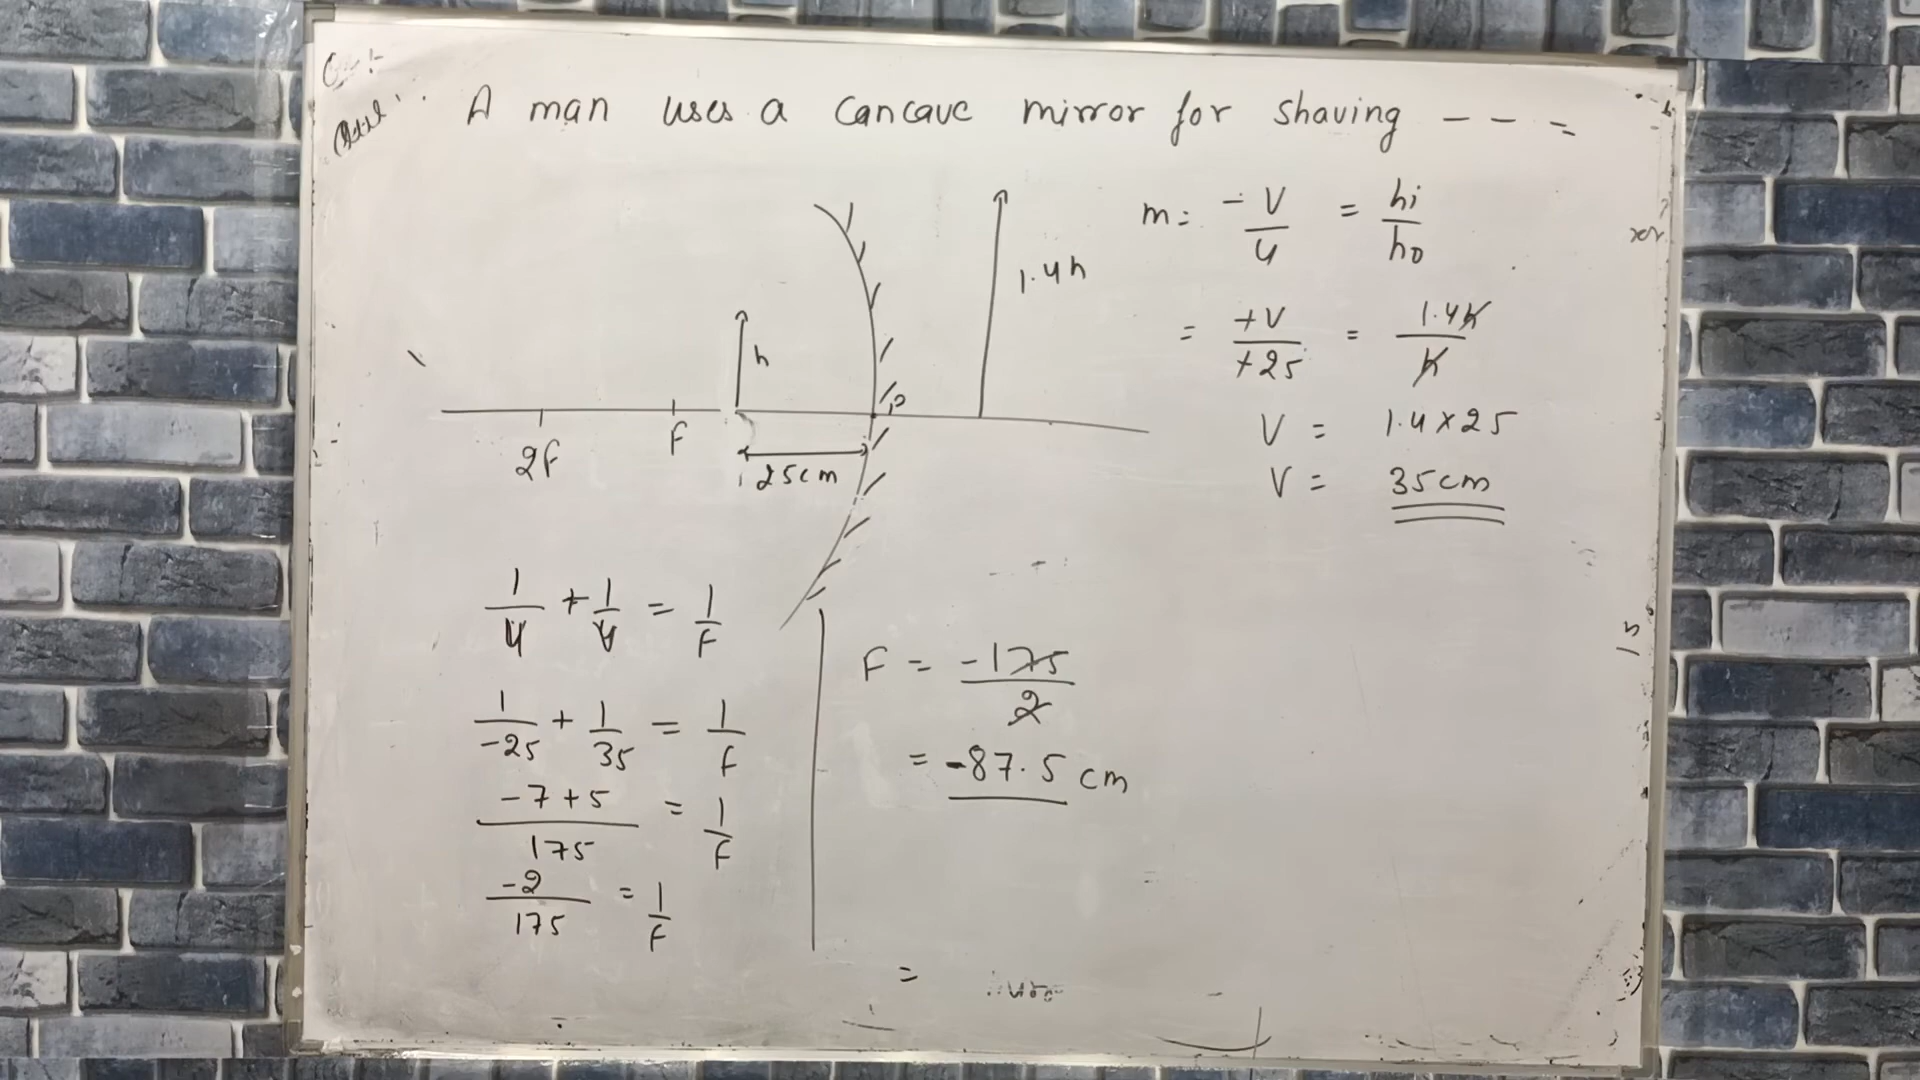 A man uses a Cancave mirror for shaving - - - =
m = -V/u = hi/ho
= +V/+25 = 1.4h/h
V = 1.4 x 25
V = 35cm
1.4h
h
P
2F
F
25cm
1/u + 1/v = 1/F
1/-25 + 1/35 = 1/f
-7+5/175 = 1/F
-2/175 = 1/F
F = -175/2
= -87.5 cm
=